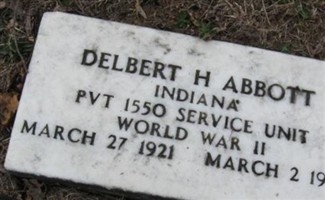 DELBERT H ABBOTT
INDIANA
PVT 1550 SERVICE UNIT
WORLD WAR II
MARCH 27 1921 MARCH 2 19